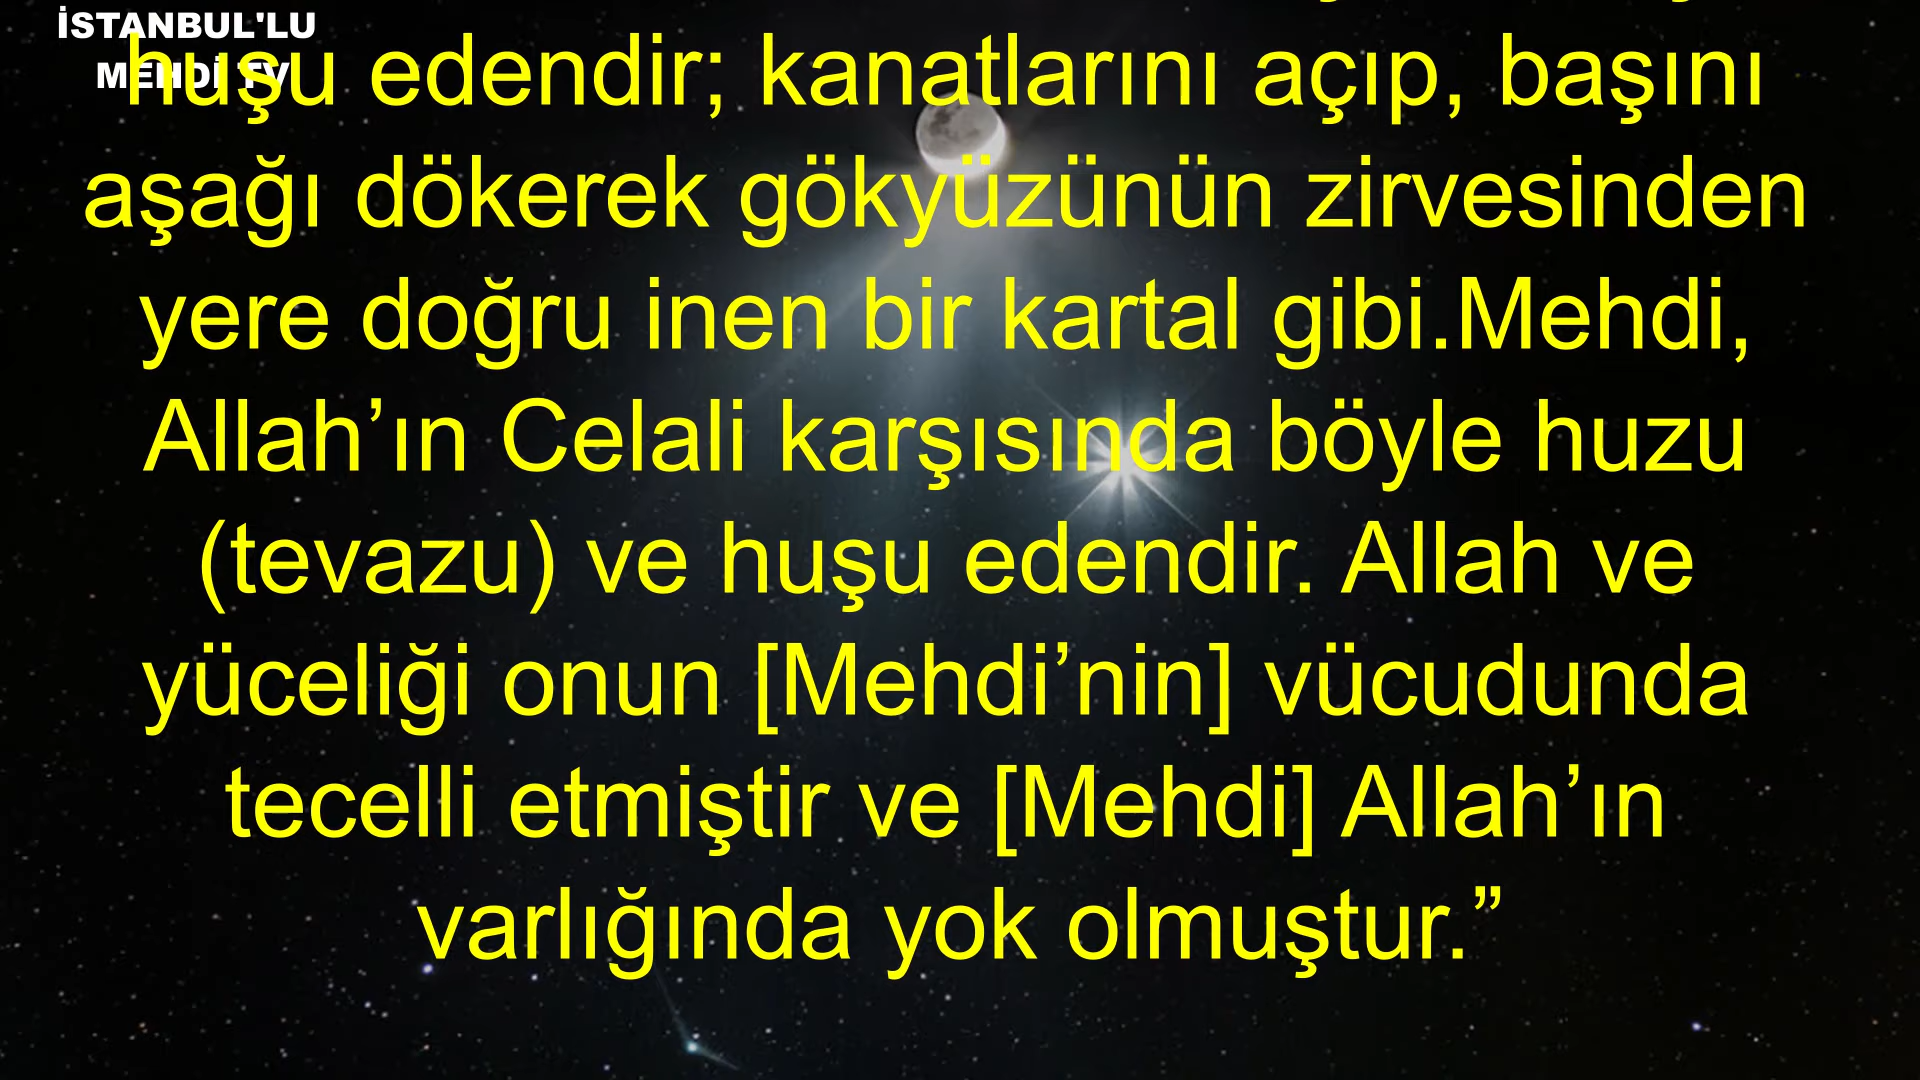 İSTANBUL'LU
MEHDİ TV
huşu edendir; kanatlarını açıp, başını
aşağı dökerek gökyüzünün zirvesinden
yere doğru inen bir kartal gibi.Mehdi,
Allah’ın Celali karşısında böyle huzu
(tevazu) ve huşu edendir. Allah ve
yüceliği onun [Mehdi’nin] vücudunda
tecelli etmiştir ve [Mehdi] Allah’ın
varlığında yok olmuştur.”